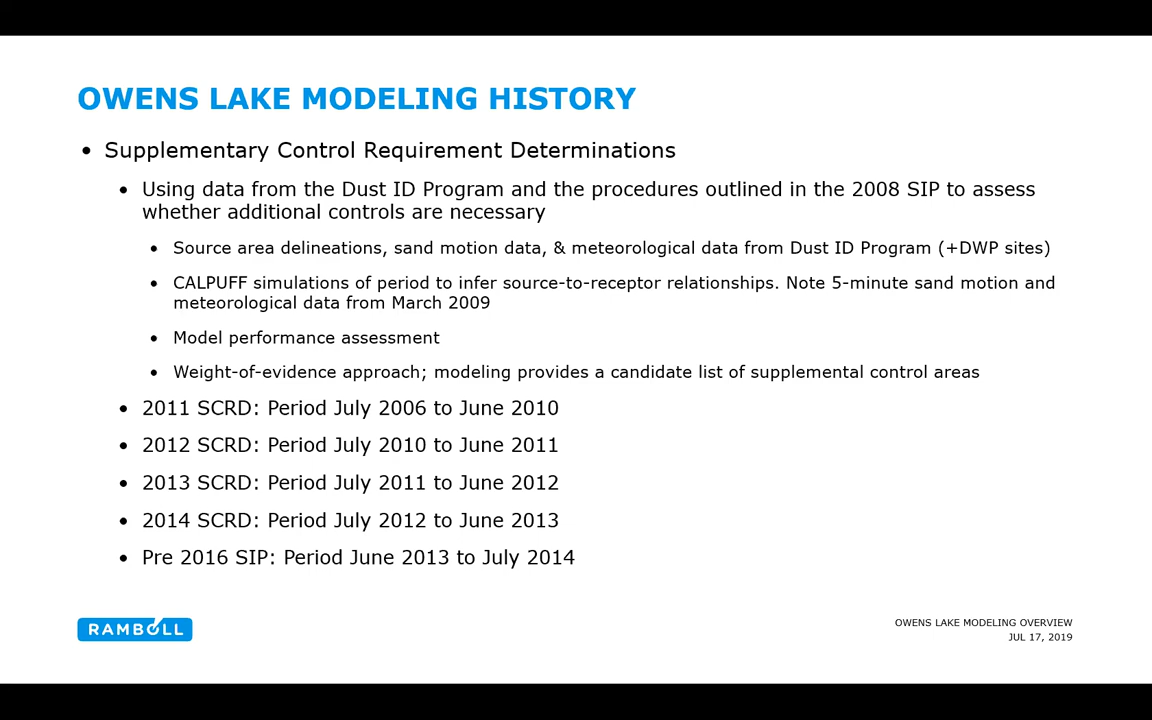 OWENS LAKE MODELING HISTORY
• Supplementary Control Requirement Determinations
• Using data from the Dust ID Program and the procedures outlined in the 2008 SIP to assess
whether additional controls are necessary
• Source area delineations, sand motion data, & meteorological data from Dust ID Program (+DWP sites)
• CALPUFF simulations of period to infer source-to-receptor relationships. Note 5-minute sand motion and
meteorological data from March 2009
• Model performance assessment
• Weight-of-evidence approach; modeling provides a candidate list of supplemental control areas
• 2011 SCRD: Period July 2006 to June 2010
• 2012 SCRD: Period July 2010 to June 2011
• 2013 SCRD: Period July 2011 to June 2012
• 2014 SCRD: Period July 2012 to June 2013
• Pre 2016 SIP: Period June 2013 to July 2014
RAMBOLL
OWENS LAKE MODELING OVERVIEW
JUL 17, 2019